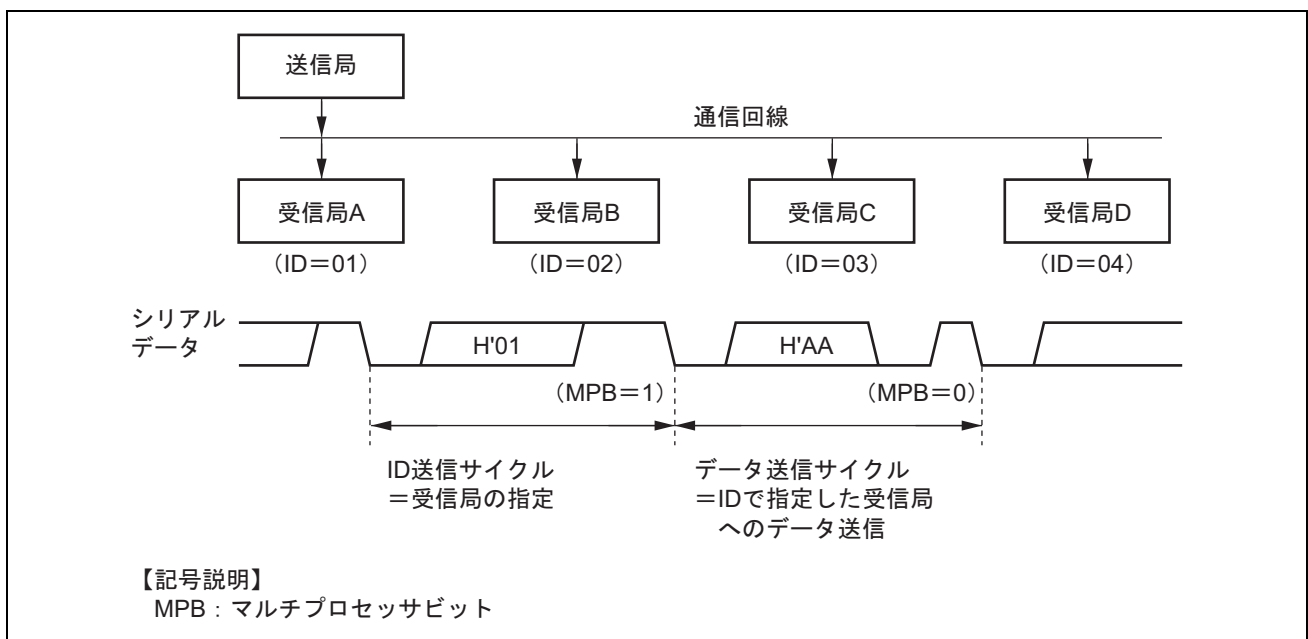 送信局
通信回線
受信局A
受信局B
受信局C
受信局D
（ID＝01）
（ID＝02）
（ID＝03）
（ID＝04）
シリアル
データ
H'01
H'AA
（MPB＝1）
（MPB＝0）
ID送信サイクル
＝受信局の指定
データ送信サイクル
＝IDで指定した受信局
へのデータ送信
【記号説明】
MPB：マルチプロセッサビット